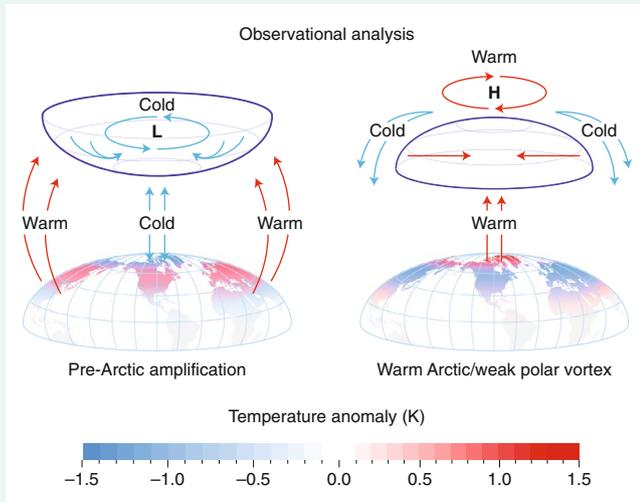 Observational analysis
Warm
H
Cold
L
Cold
Cold
Warm
Cold
Warm
Warm
Pre-Arctic amplification
Warm Arctic/weak polar vortex
Temperature anomaly (K)
−1.5 −1.0 −0.5 0.0 0.5 1.0 1.5